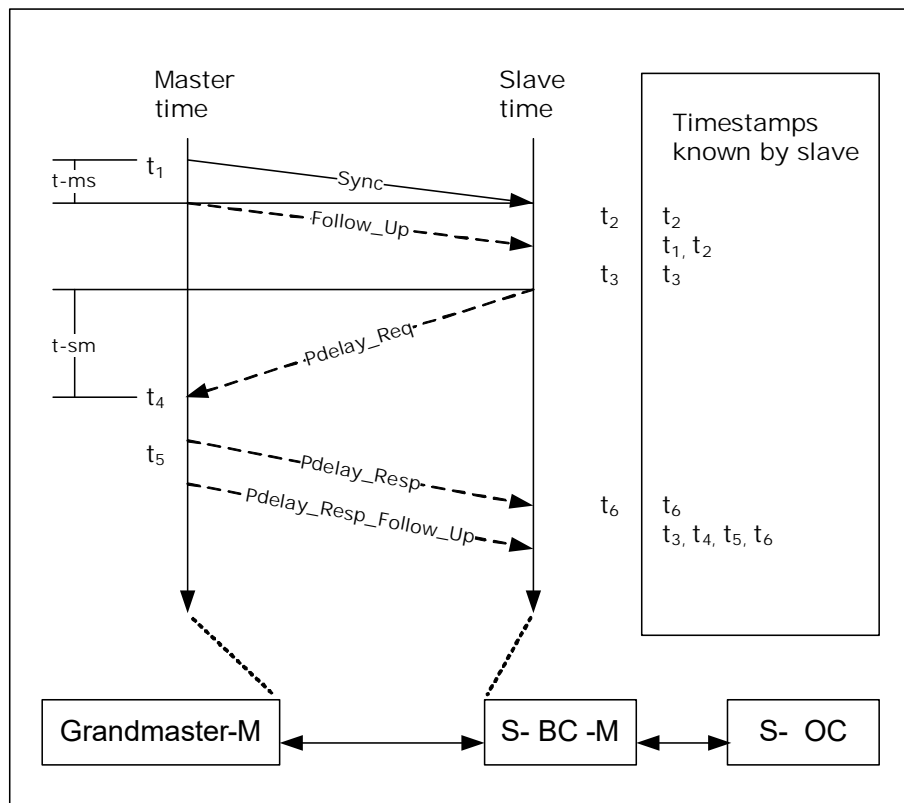 Master
time
Slave
time
Timestamps
known by slave
t₁
t-ms
Sync
Follow_Up
t₂
t₂
t₁, t₂
t₃
t₃
t-sm
Pdelay_Req
t₄
t₅
Pdelay_Resp
Pdelay_Resp_Follow_Up
t₆
t₆
t₃, t₄, t₅, t₆
Grandmaster-M
S- BC -M
S- OC